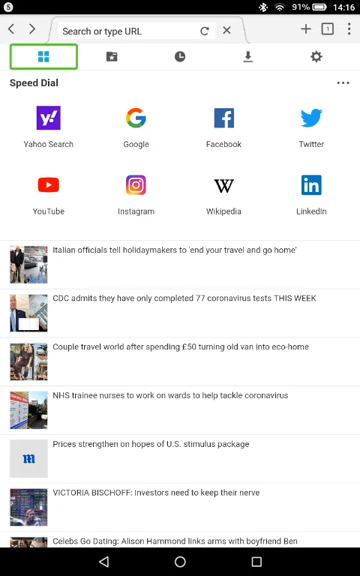 91% 14:16
Search or type URL
1
Speed Dial
Yahoo Search
Google
Facebook
Twitter
YouTube
Instagram
Wikipedia
LinkedIn
Italian officials tell holidaymakers to 'end your travel and go home'
CDC admits they have only completed 77 coronavirus tests THIS WEEK
Couple travel world after spending £50 turning old van into eco-home
NHS trainee nurses to work on wards to help tackle coronavirus
Prices strengthen on hopes of U.S. stimulus package
VICTORIA BISCHOFF: Investors need to keep their nerve
Celebs Go Dating: Alison Hammond links arms with boyfriend Ben